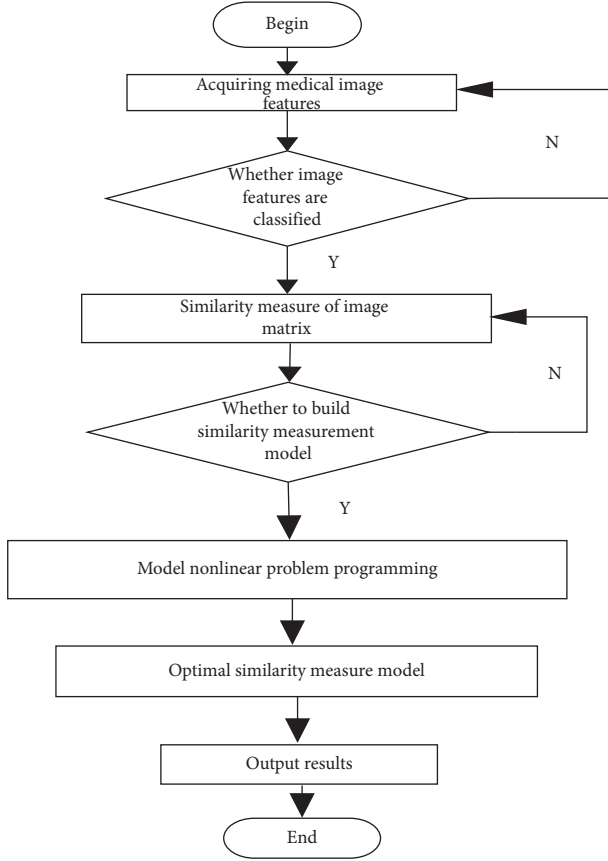 Begin
Acquiring medical image
features
N
Whether image
features are
classified
Y
Similarity measure of image
matrix
N
Whether to build
similarity measurement
model
Y
Model nonlinear problem programming
Optimal similarity measure model
Output results
End